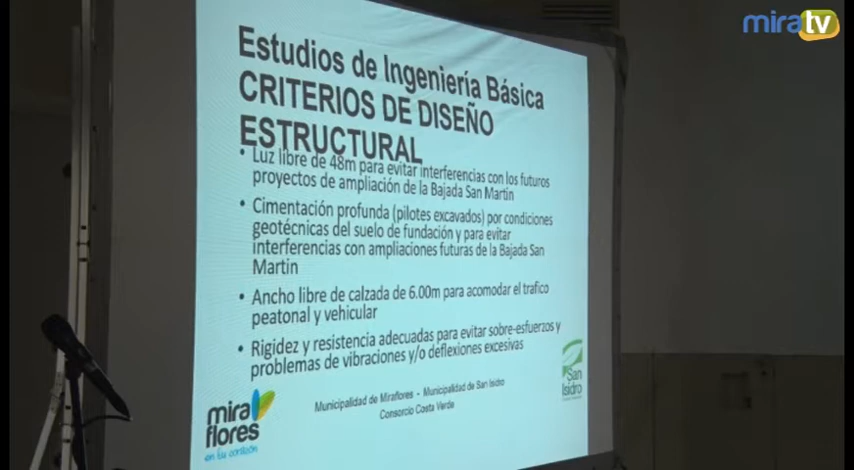 miratv
Estudios de Ingeniería Básica
CRITERIOS DE DISEÑO
ESTRUCTURAL
• Luz libre de 48m para evitar interferencias con los futuros
proyectos de ampliación de la Bajada San Martín
• Cimentación profunda (pilotes excavados) por condiciones
geotécnicas del suelo de fundación y para evitar
interferencias con ampliaciones futuras de la Bajada San
Martin
• Ancho libre de calzada de 6.00m para acomodar el trafico
peatonal y vehicular
• Rigidez y resistencia adecuadas para evitar sobre-esfuerzos y
problemas de vibraciones y/o deflexiones excesivas
Municipalidad de Miraflores - Municipalidad de San Isidro
Consorcio Costa Verde
mira
flores
en tu corazón
San
Isidro